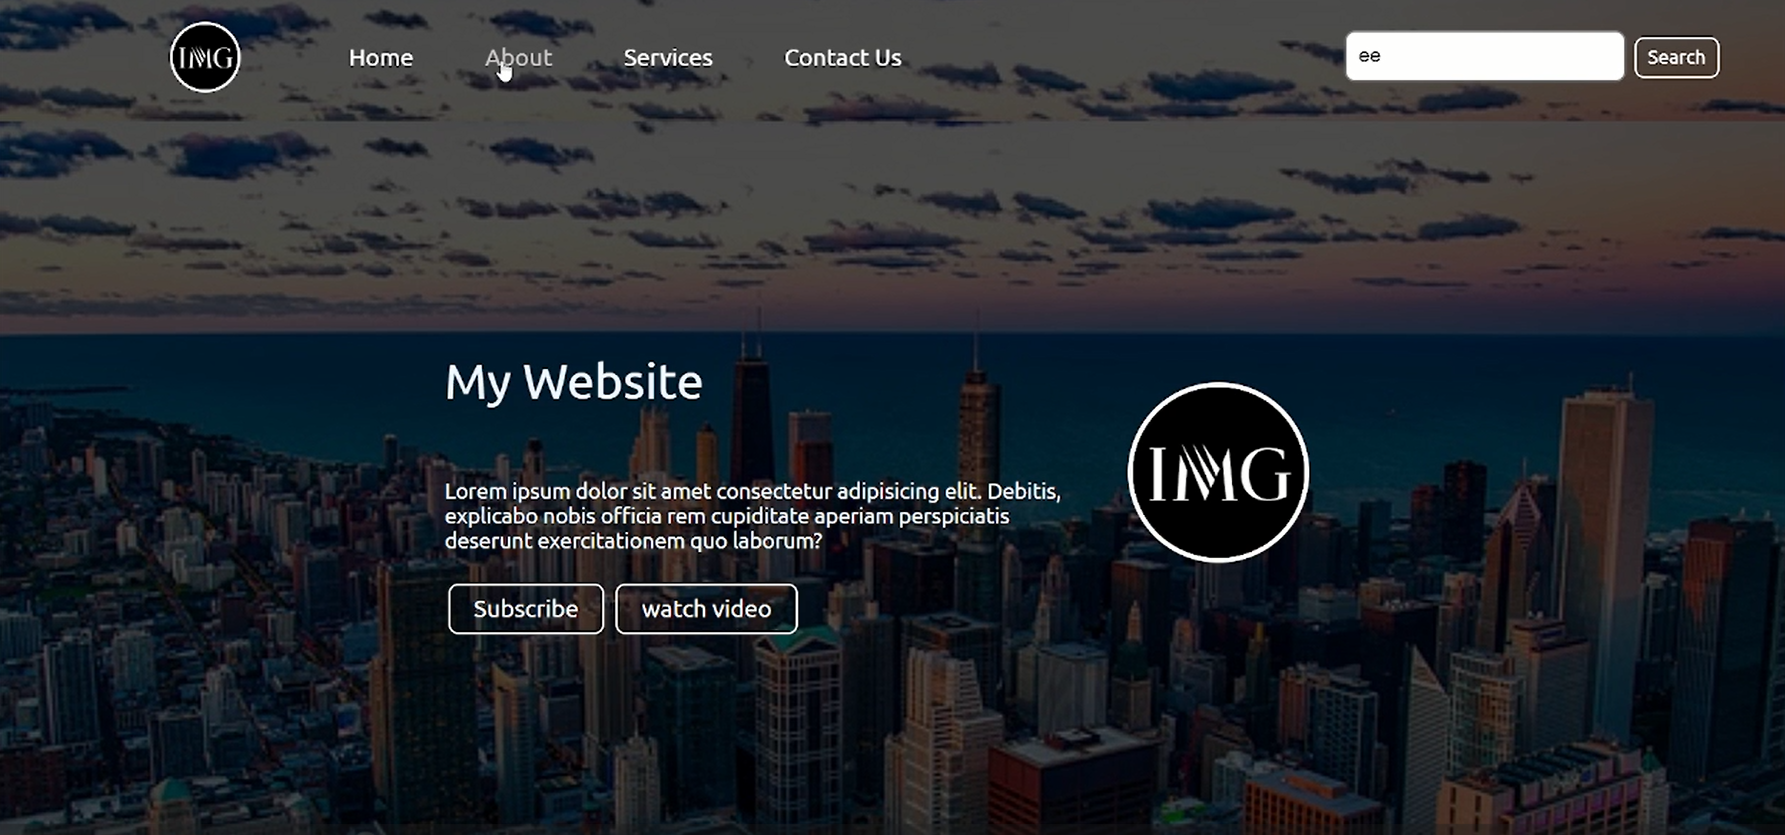 IMG
Home
About
Services
Contact Us
ee
Search
My Website
Lorem ipsum dolor sit amet consectetur adipisicing elit. Debitis,
explicabo nobis officia rem cupiditate aperiam perspiciatis
deserunt exercitationem quo laborum?
IMG
Subscribe
watch video